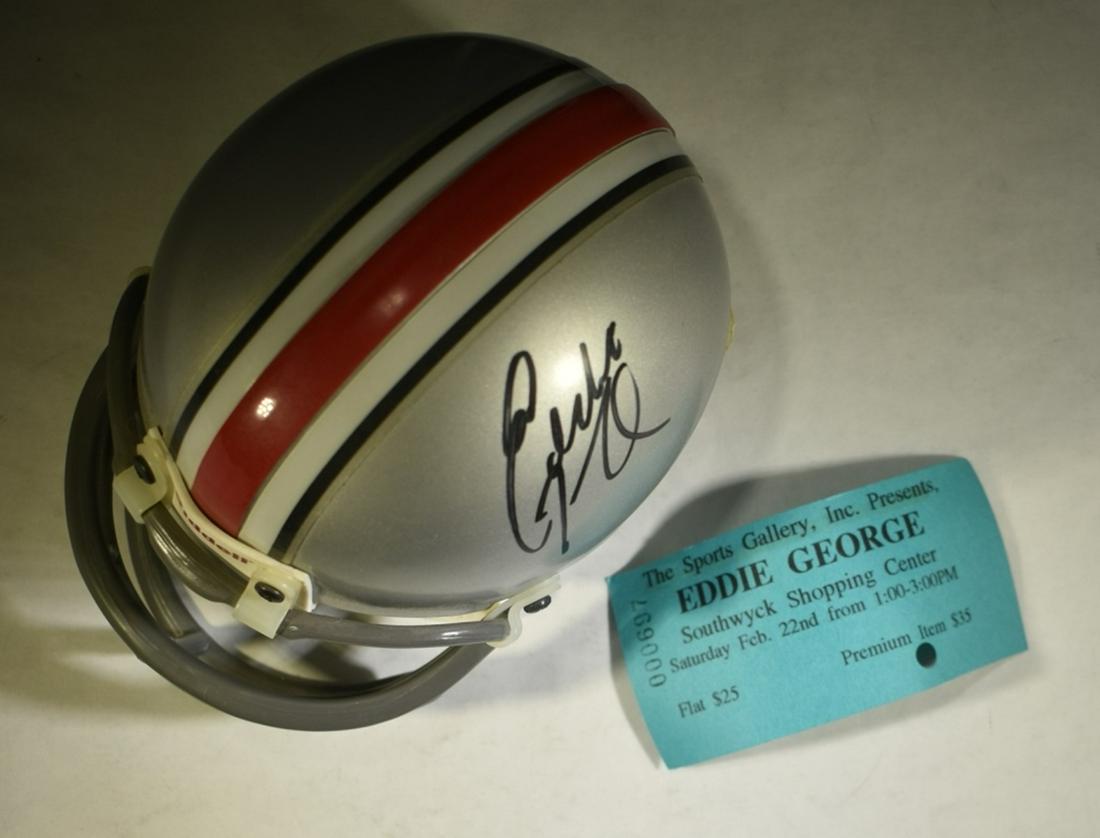 Riddell
The Sports Gallery, Inc. Presents,
EDDIE GEORGE
Southwyck Shopping Center
Saturday Feb. 22nd from 1:00-3:00PM
Premium Item $35
Flat $25
000697